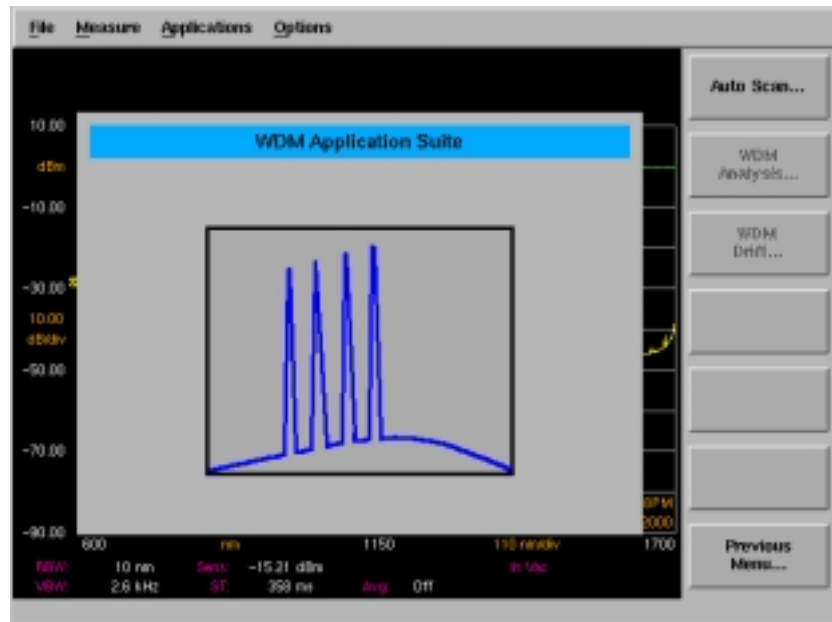 File Measure Applications Options
Auto Scan...
WDM Application Suite
10.00
dBm
WDM
Analysis...
-10.00
WDM
Drift...
-30.00
10.00
dB/div
-50.00
-70.00
2000
-90.00
600 nm 1150 110 nm/div 1700
RBW: 10 nm Sens: -15.21 dBm In Vac
VBW: 2.6 kHz ST: 358 ms Avg: Off
Previous
Menu...